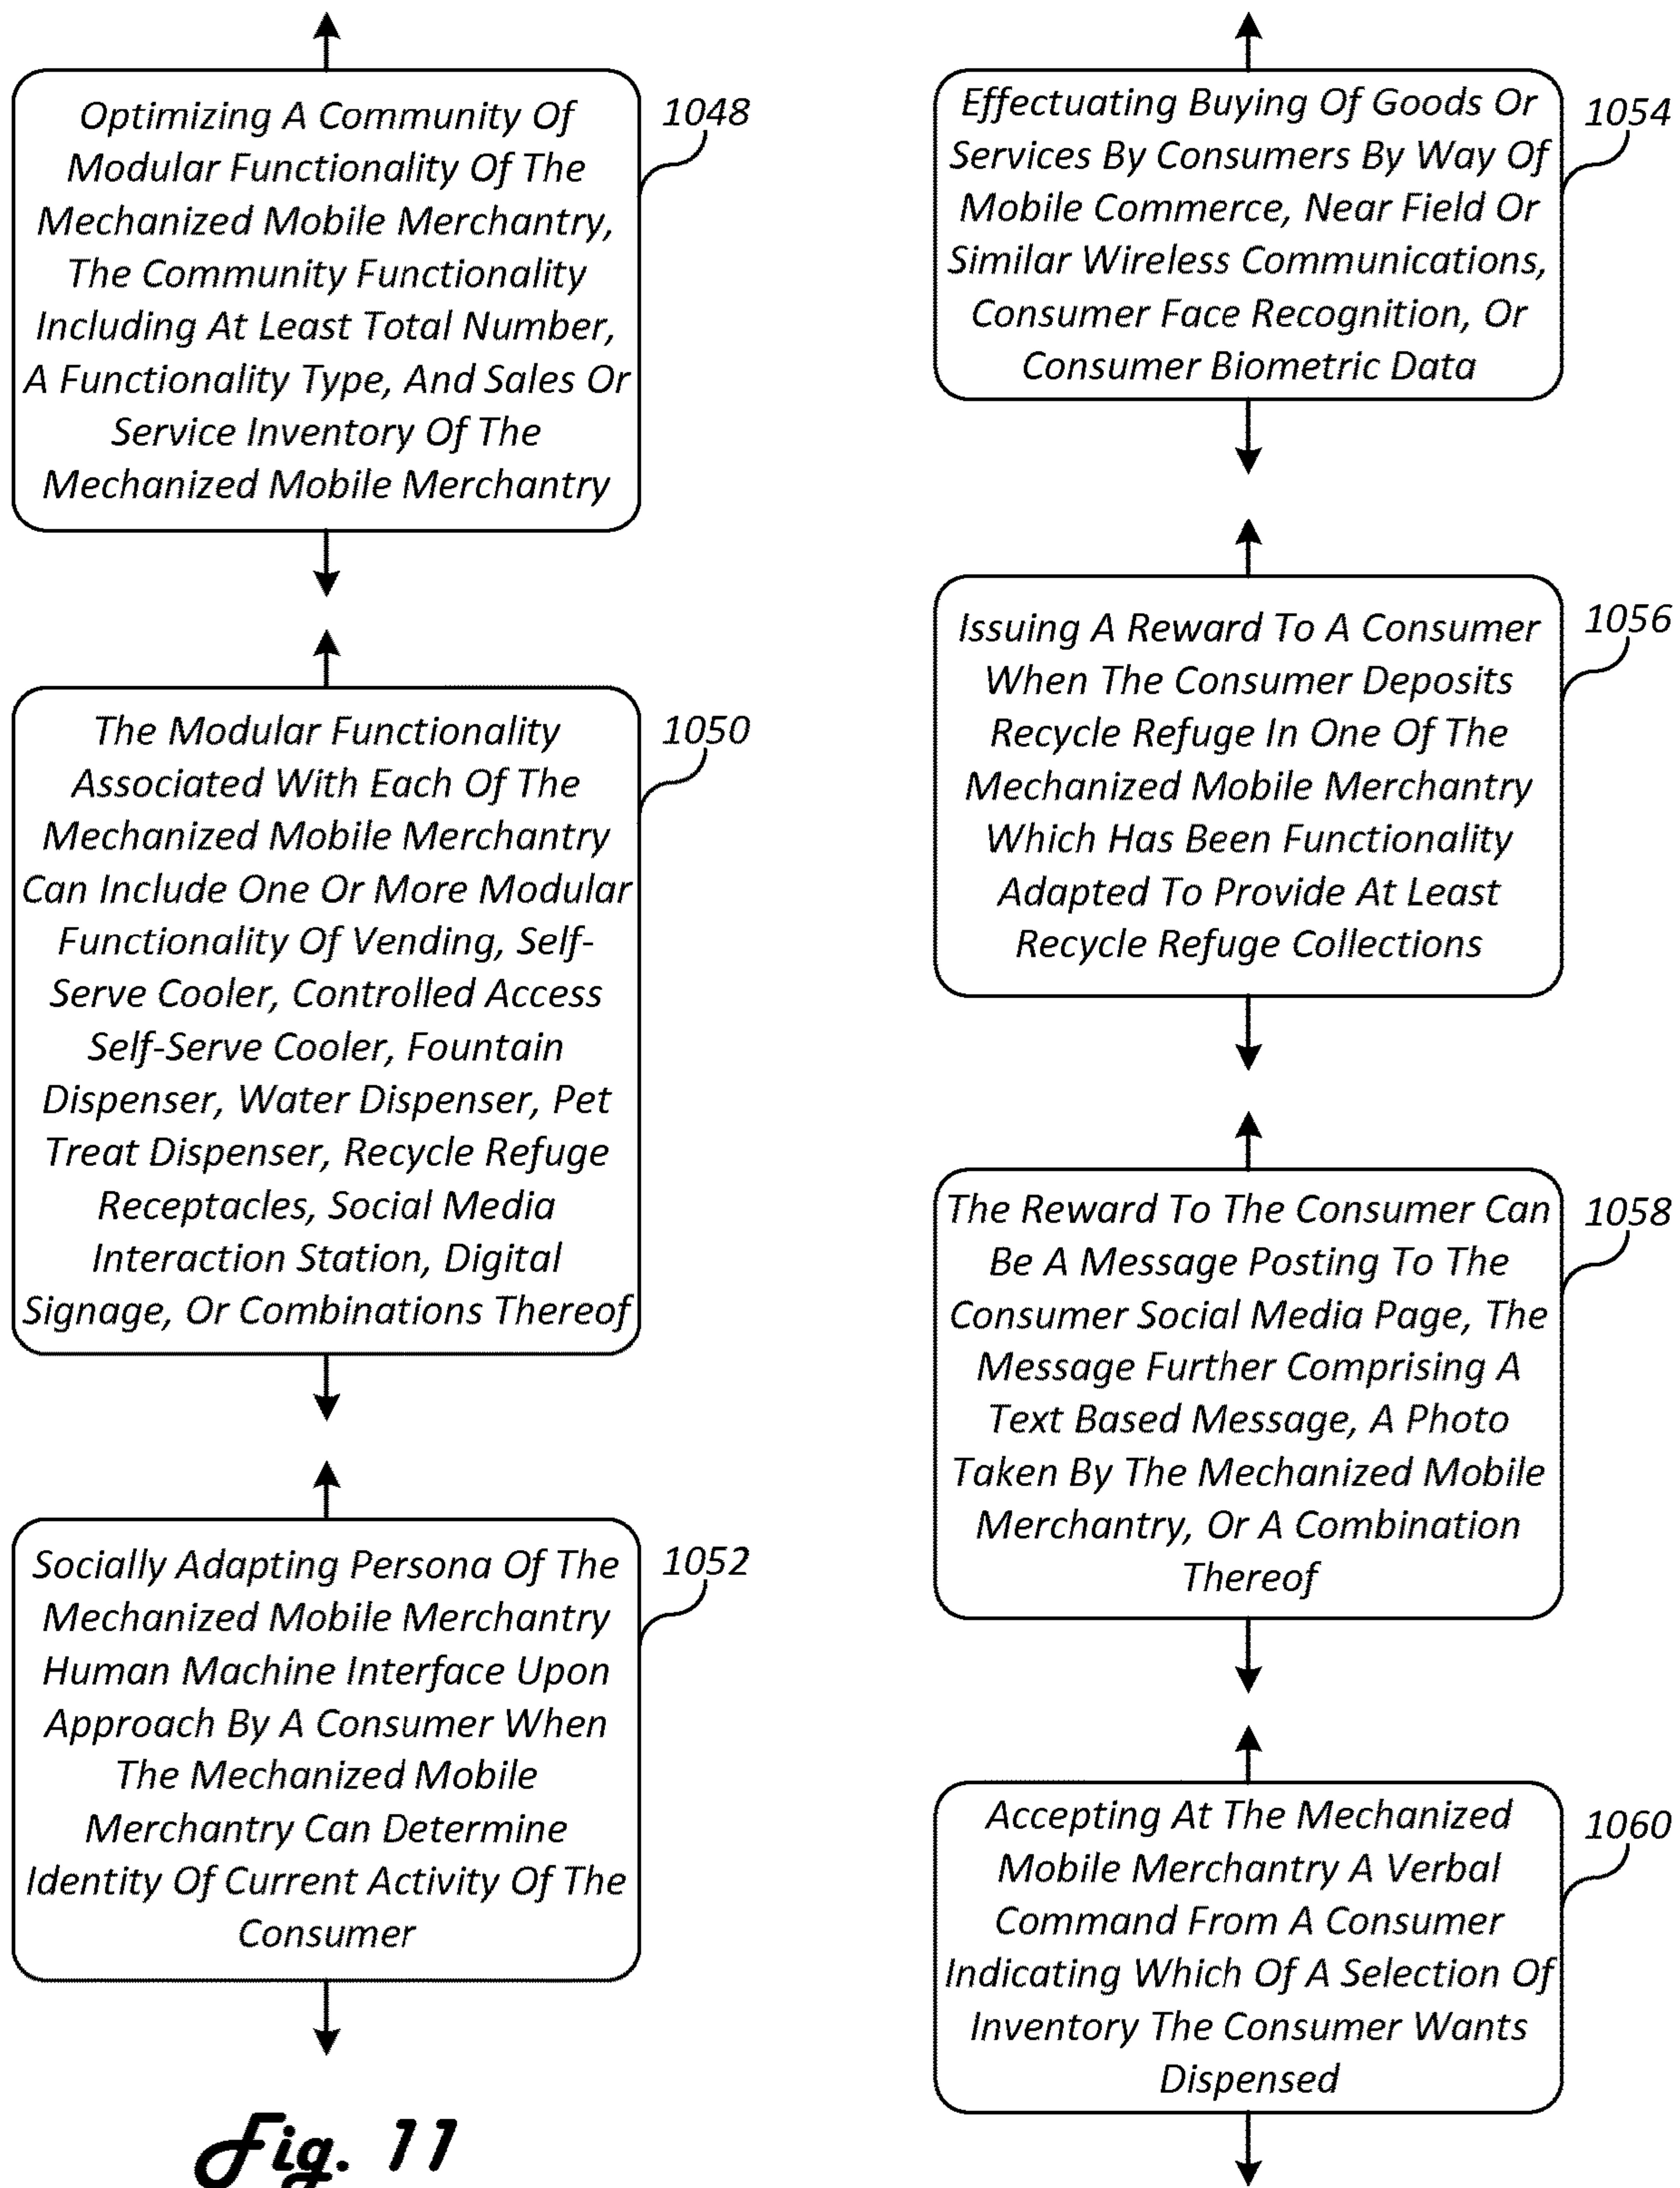 Optimizing A Community Of
Modular Functionality Of The
Mechanized Mobile Merchantry,
The Community Functionality
Including At Least Total Number,
A Functionality Type, And Sales Or
Service Inventory Of The
Mechanized Mobile Merchantry
1048
The Modular Functionality
Associated With Each Of The
Mechanized Mobile Merchantry
Can Include One Or More Modular
Functionality Of Vending, Self-
Serve Cooler, Controlled Access
Self-Serve Cooler, Fountain
Dispenser, Water Dispenser, Pet
Treat Dispenser, Recycle Refuge
Receptacles, Social Media
Interaction Station, Digital
Signage, Or Combinations Thereof
1050
Socially Adapting Persona Of The
Mechanized Mobile Merchantry
Human Machine Interface Upon
Approach By A Consumer When
The Mechanized Mobile
Merchantry Can Determine
Identity Of Current Activity Of The
Consumer
1052
Effectuating Buying Of Goods Or
Services By Consumers By Way Of
Mobile Commerce, Near Field Or
Similar Wireless Communications,
Consumer Face Recognition, Or
Consumer Biometric Data
1054
Issuing A Reward To A Consumer
When The Consumer Deposits
Recycle Refuge In One Of The
Mechanized Mobile Merchantry
Which Has Been Functionality
Adapted To Provide At Least
Recycle Refuge Collections
1056
The Reward To The Consumer Can
Be A Message Posting To The
Consumer Social Media Page, The
Message Further Comprising A
Text Based Message, A Photo
Taken By The Mechanized Mobile
Merchantry, Or A Combination
Thereof
1058
Accepting At The Mechanized
Mobile Merchantry A Verbal
Command From A Consumer
Indicating Which Of A Selection Of
Inventory The Consumer Wants
Dispensed
1060
Fig. 11